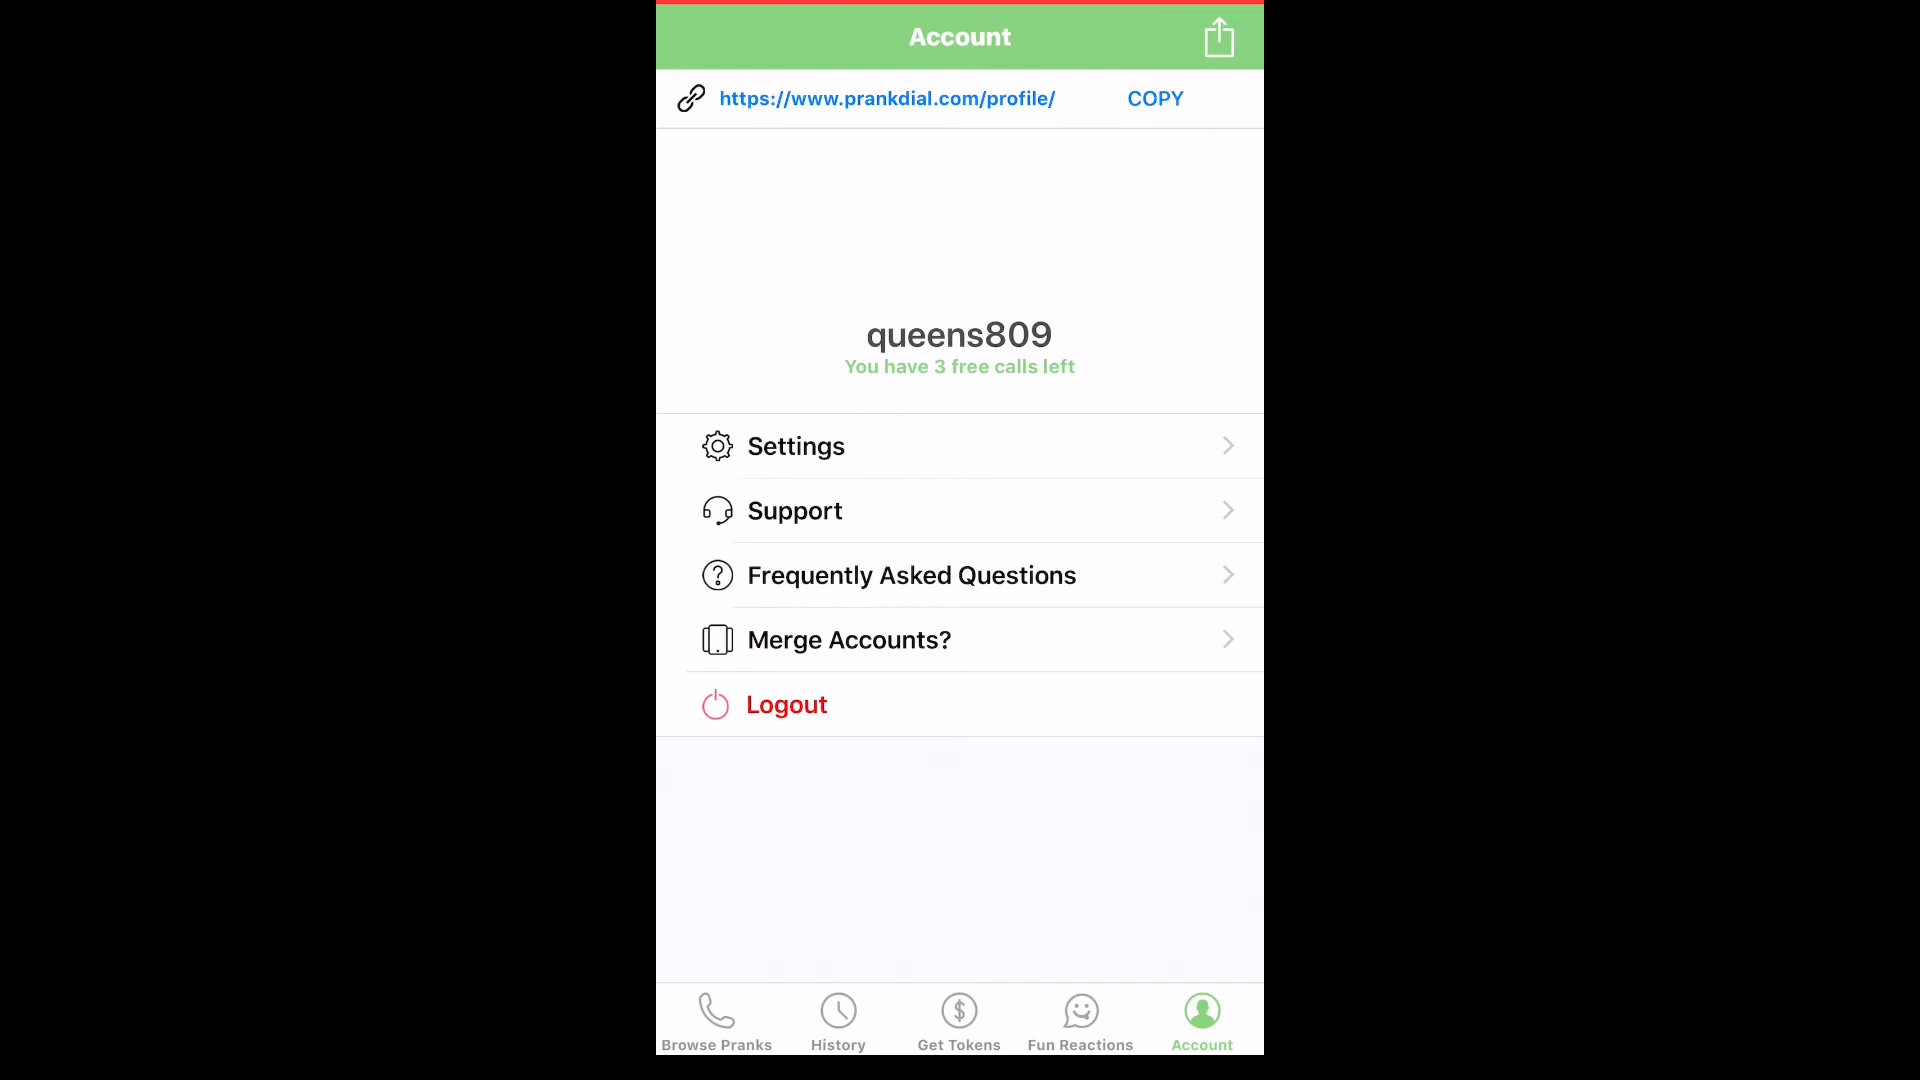 Account
https://www.prankdial.com/profile/ COPY
queens809
You have 3 free calls left
Settings
Support
Frequently Asked Questions
Merge Accounts?
Logout
Browse Pranks History Get Tokens Fun Reactions Account